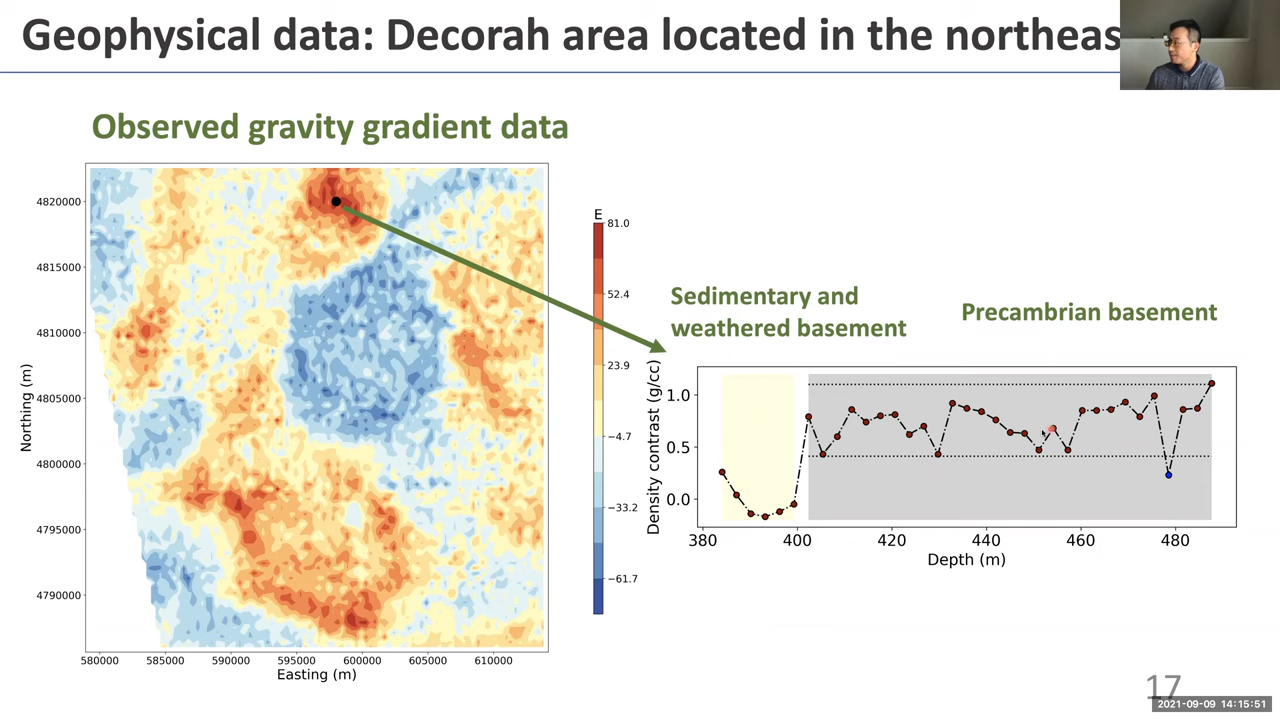 Geophysical data: Decorah area located in the northeas
Observed gravity gradient data
4820000
4815000
4810000
4805000
4800000
4795000
4790000
Northing (m)
580000 585000 590000 595000 600000 605000 610000
Easting (m)
E
81.0
52.4
23.9
−4.7
−33.2
−61.7
Sedimentary and
weathered basement
Precambrian basement
Density contrast (g/cc)
1.0
0.5
0.0
380 400 420 440 460 480
Depth (m)
17
2021-09-09 14:15:51